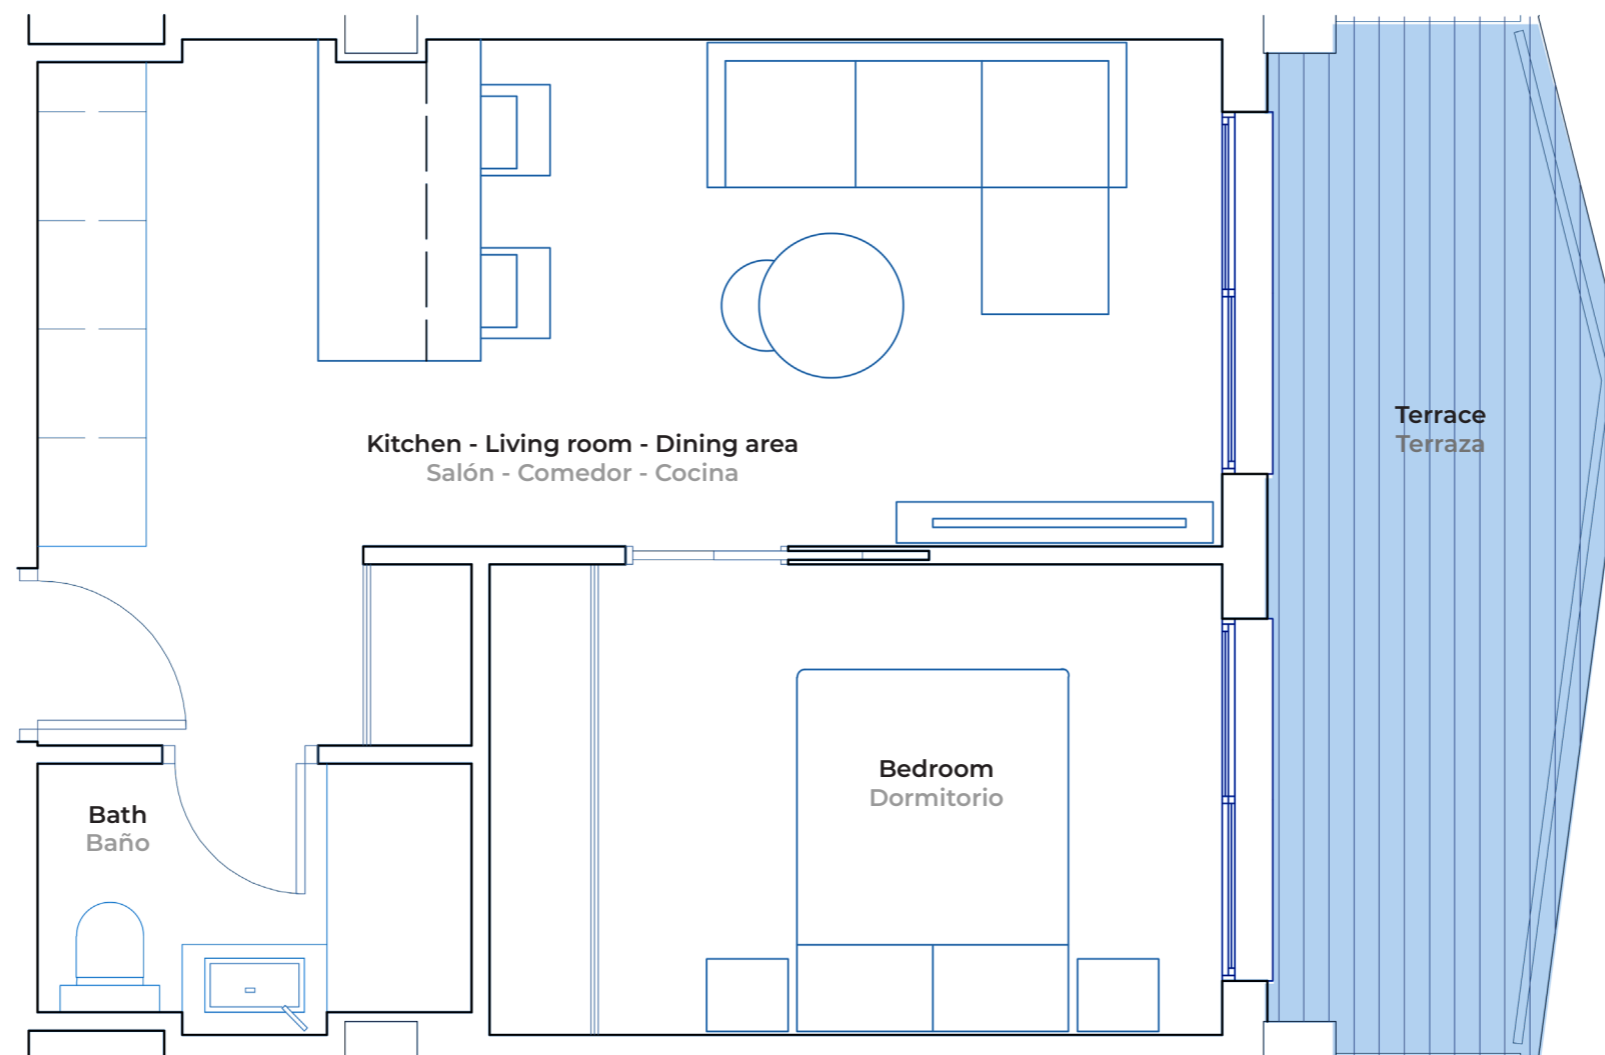 Kitchen - Living room - Dining area
Salón - Comedor - Cocina
Terrace
Terraza
Bedroom
Dormitorio
Bath
Baño